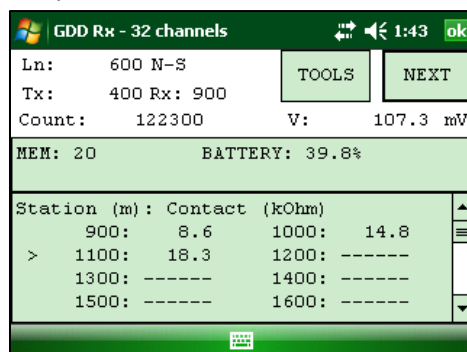 GDD Rx - 32 channels 1:43 ok
Ln: 600 N-S
TOOLS NEXT
Tx: 400 Rx: 900
Count: 122300 V: 107.3 mV
MEM: 20 BATTERY: 39.8%
Station (m): Contact (kOhm)
900: 8.6 1000: 14.8
> 1100: 18.3 1200: ------
1300: ------ 1400: ------
1500: ------ 1600: ------